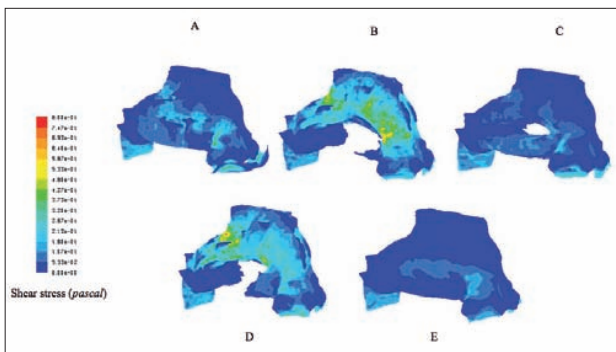 A
B
C
8.00e-01
7.47e-01
6.93e-01
6.40e-01
5.87e-01
5.33e-01
4.80e-01
4.27e-01
3.73e-01
3.20e-01
2.67e-01
2.13e-01
1.60e-01
1.07e-01
5.33e-02
0.00e+00
Shear stress (pascal)
D
E